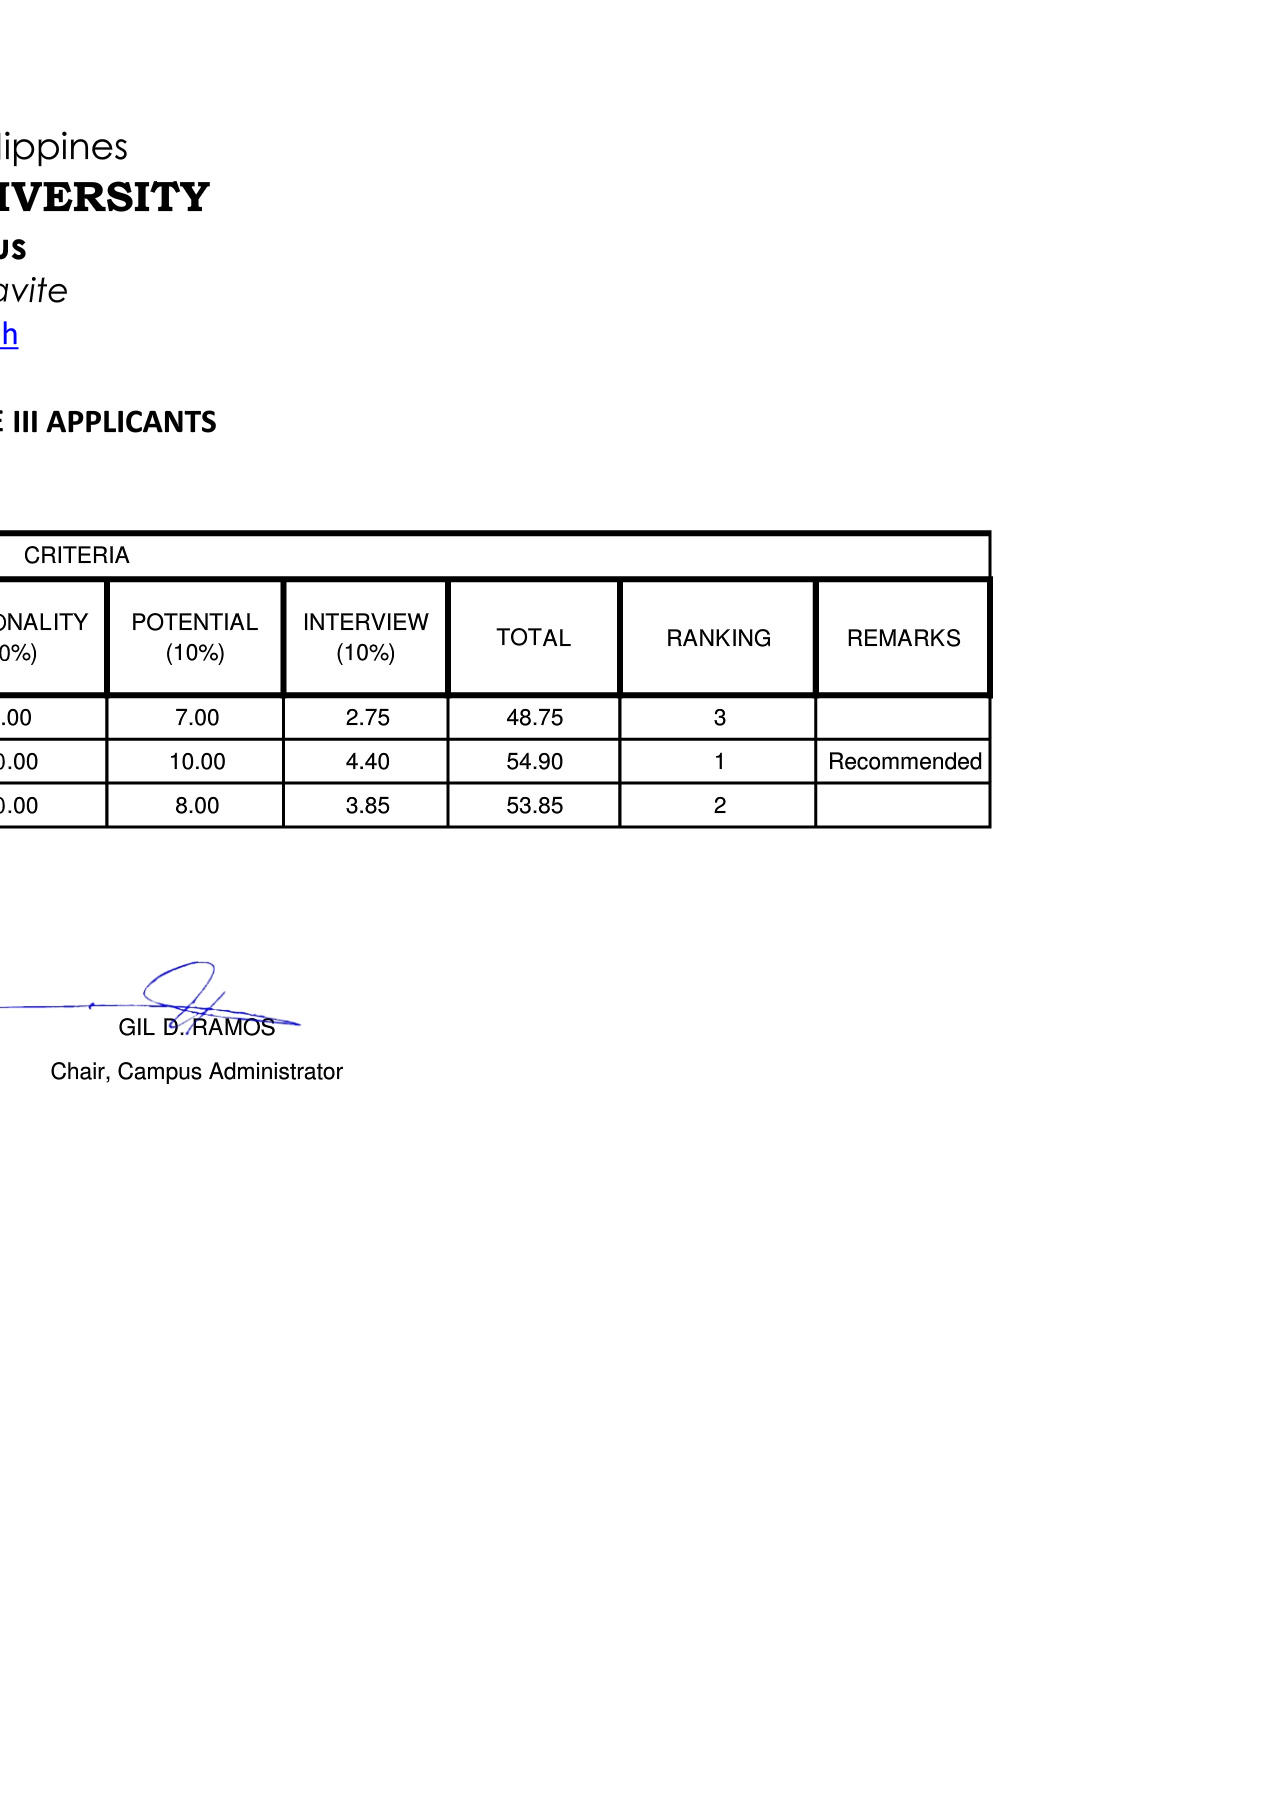 lippines
IVERSITY
us
avite
h
E III APPLICANTS
CRITERIA
ONALITY
0%)
POTENTIAL
(10%)
INTERVIEW
(10%)
TOTAL
RANKING
REMARKS
.00 7.00 2.75 48.75 3
0.00 10.00 4.40 54.90 1 Recommended
0.00 8.00 3.85 53.85 2
GIL D. RAMOS
Chair, Campus Administrator